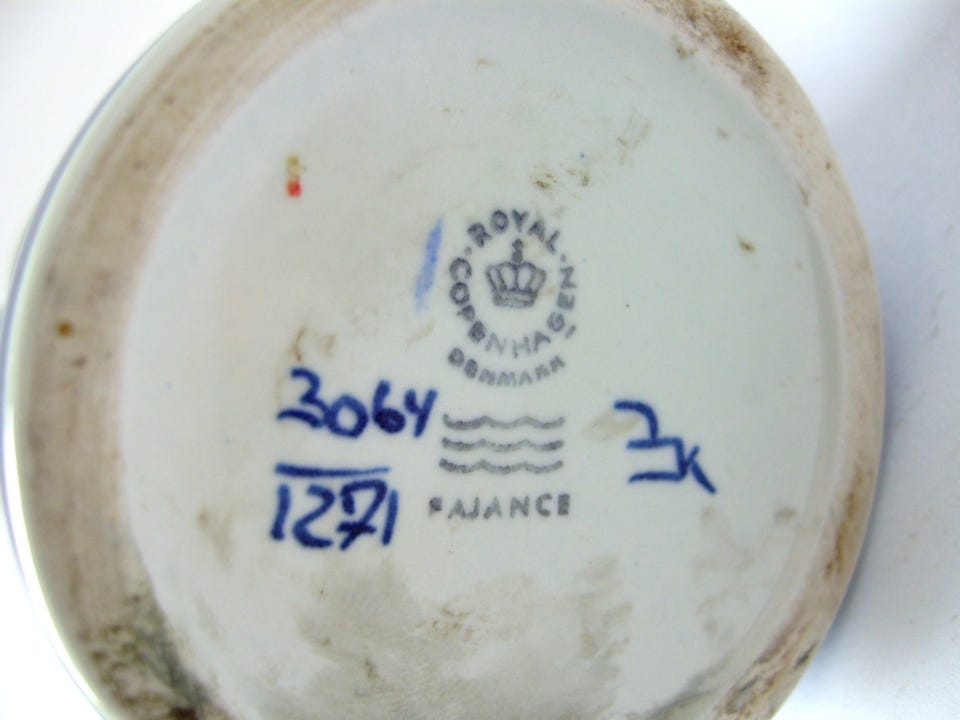 ROYAL
COPENHAGEN
DENMARK
3064
1271
FAJANCE